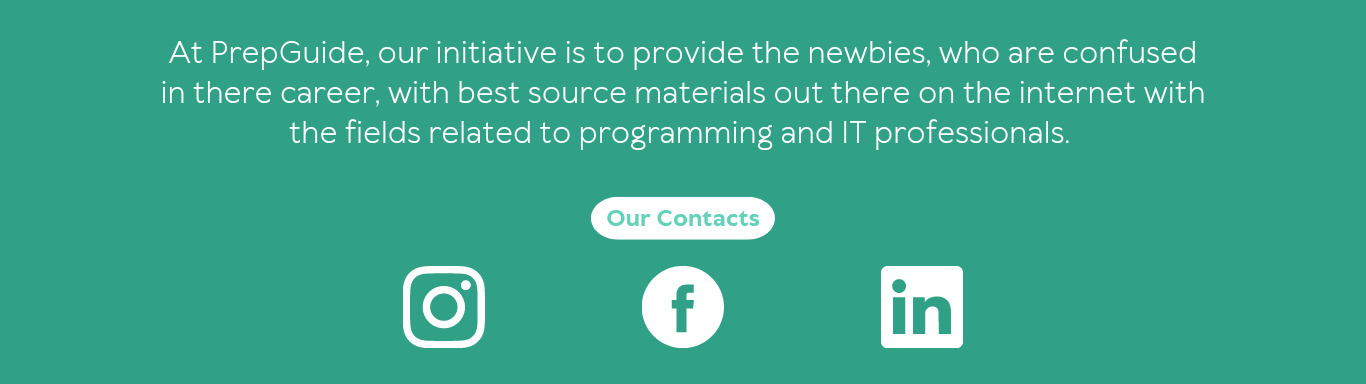 At PrepGuide, our initiative is to provide the newbies, who are confused
in there career, with best source materials out there on the internet with
the fields related to programming and IT professionals.
Our Contacts
f
in